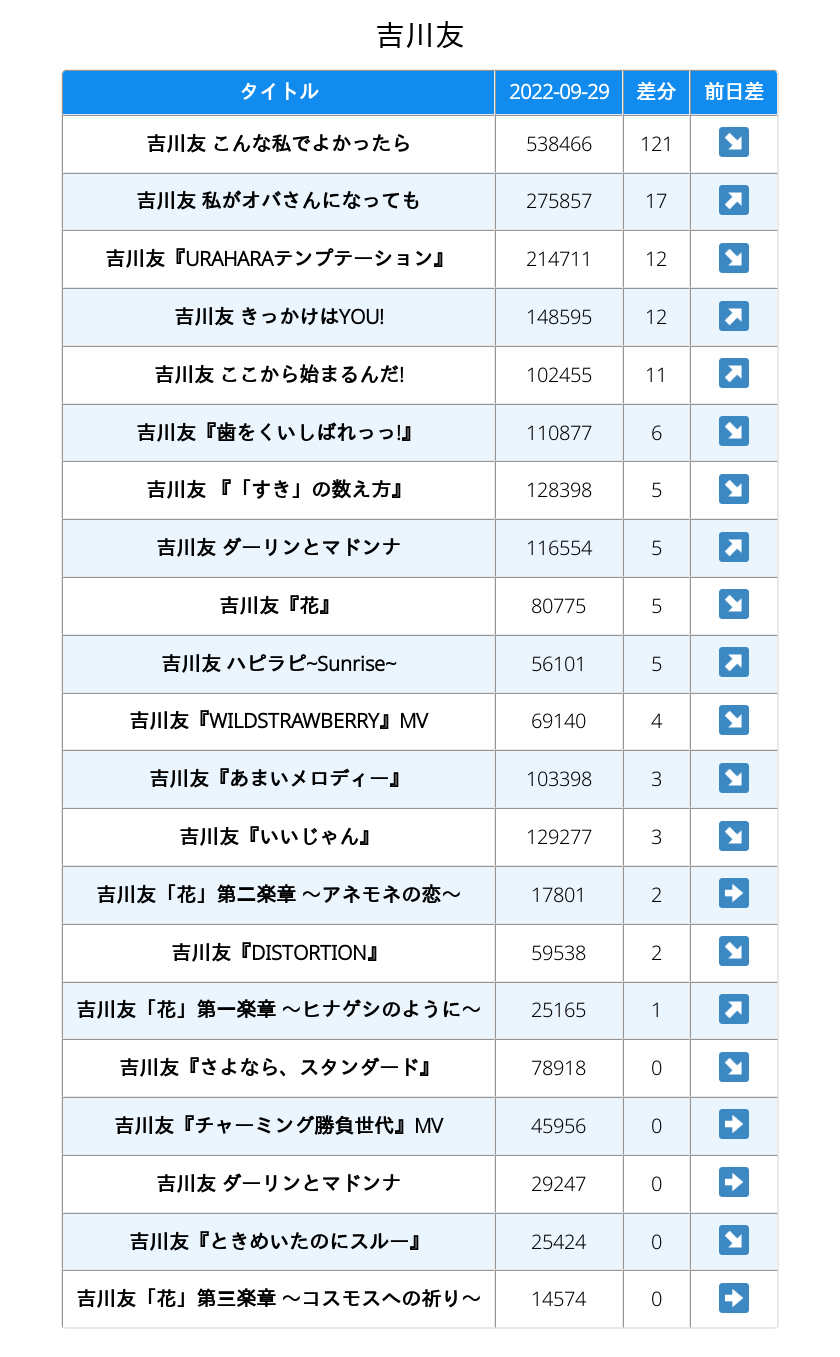 吉川友
タイトル 2022-09-29 差分 前日差
吉川友 こんな私でよかったら 538466 121 ↘
吉川友 私がオバさんになっても 275857 17 ↗
吉川友『URAHARAテンプテーション』 214711 12 ↘
吉川友 きっかけはYOU! 148595 12 ↗
吉川友 ここから始まるんだ! 102455 11 ↗
吉川友『歯をくいしばれっっ!』 110877 6 ↘
吉川友 『「すき」の数え方』 128398 5 ↘
吉川友 ダーリンとマドンナ 116554 5 ↗
吉川友『花』 80775 5 ↘
吉川友 ハピラピ~Sunrise~ 56101 5 ↗
吉川友『WILDSTRAWBERRY』MV 69140 4 ↘
吉川友『あまいメロディー』 103398 3 ↘
吉川友『いいじゃん』 129277 3 ↘
吉川友「花」第二楽章 〜アネモネの恋〜 17801 2 ➡
吉川友『DISTORTION』 59538 2 ↘
吉川友「花」第一楽章 〜ヒナゲシのように〜 25165 1 ↗
吉川友『さよなら、スタンダード』 78918 0 ↘
吉川友『チャーミング勝負世代』MV 45956 0 ➡
吉川友 ダーリンとマドンナ 29247 0 ➡
吉川友『ときめいたのにスルー』 25424 0 ↘
吉川友「花」第三楽章 〜コスモスへの祈り〜 14574 0 ➡